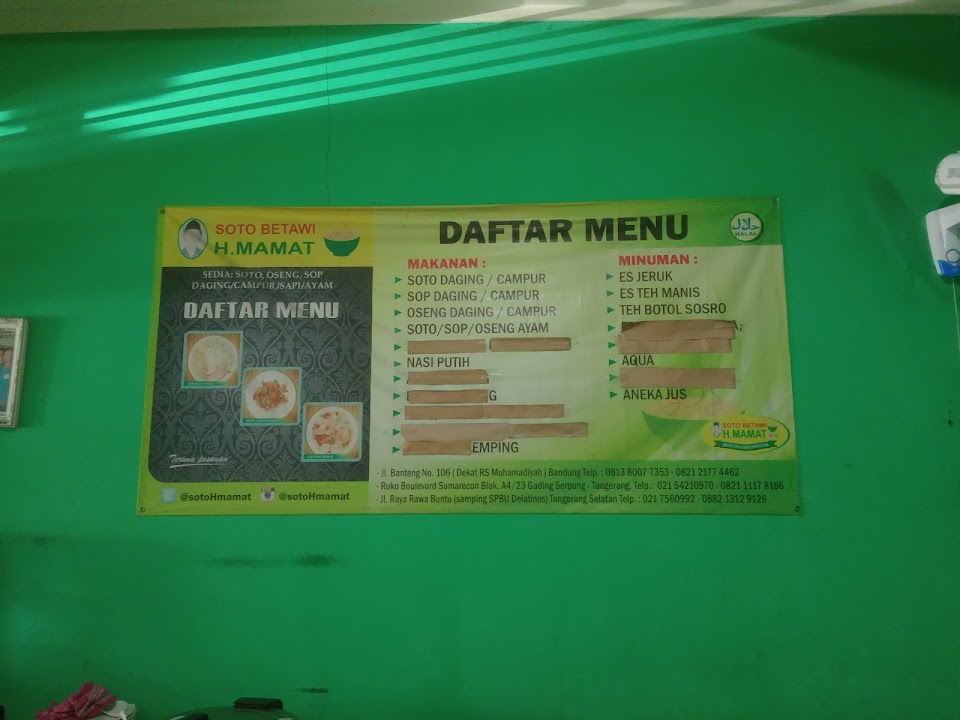 SOTO BETAWI
H.MAMAT
SEDIA: SOTO, OSENG, SOP
DAGING/CAMPUR/SAPI/AYAM
DAFTAR MENU
Terima pesanan
@sotoHmamat @sotoHmamat
DAFTAR MENU
حلال
HALAL
MAKANAN :
SOTO DAGING / CAMPUR
SOP DAGING / CAMPUR
OSENG DAGING / CAMPUR
SOTO/SOP/OSENG AYAM
NASI PUTIH
G
EMPING
MINUMAN :
ES JERUK
ES TEH MANIS
TEH BOTOL SOSRO
AQUA
ANEKA JUS
SOTO BETAWI
H.MAMAT
- Jl. Banteng No. 106 ( Dekat RS Muhamadiyah ) Bandung Telp. : 0813 8007 7353 - 0821 2177 4462
- Ruko Boulevard Sumarecon Blok. A4/23 Gading Serpong - Tangerang. Telp.: 021 54210970 - 0821 1117 8166
- Jl. Raya Rawa Buntu (samping SPBU Delatinos) Tangerang Selatan Telp. : 021 7560992 - 0882 1312 9126